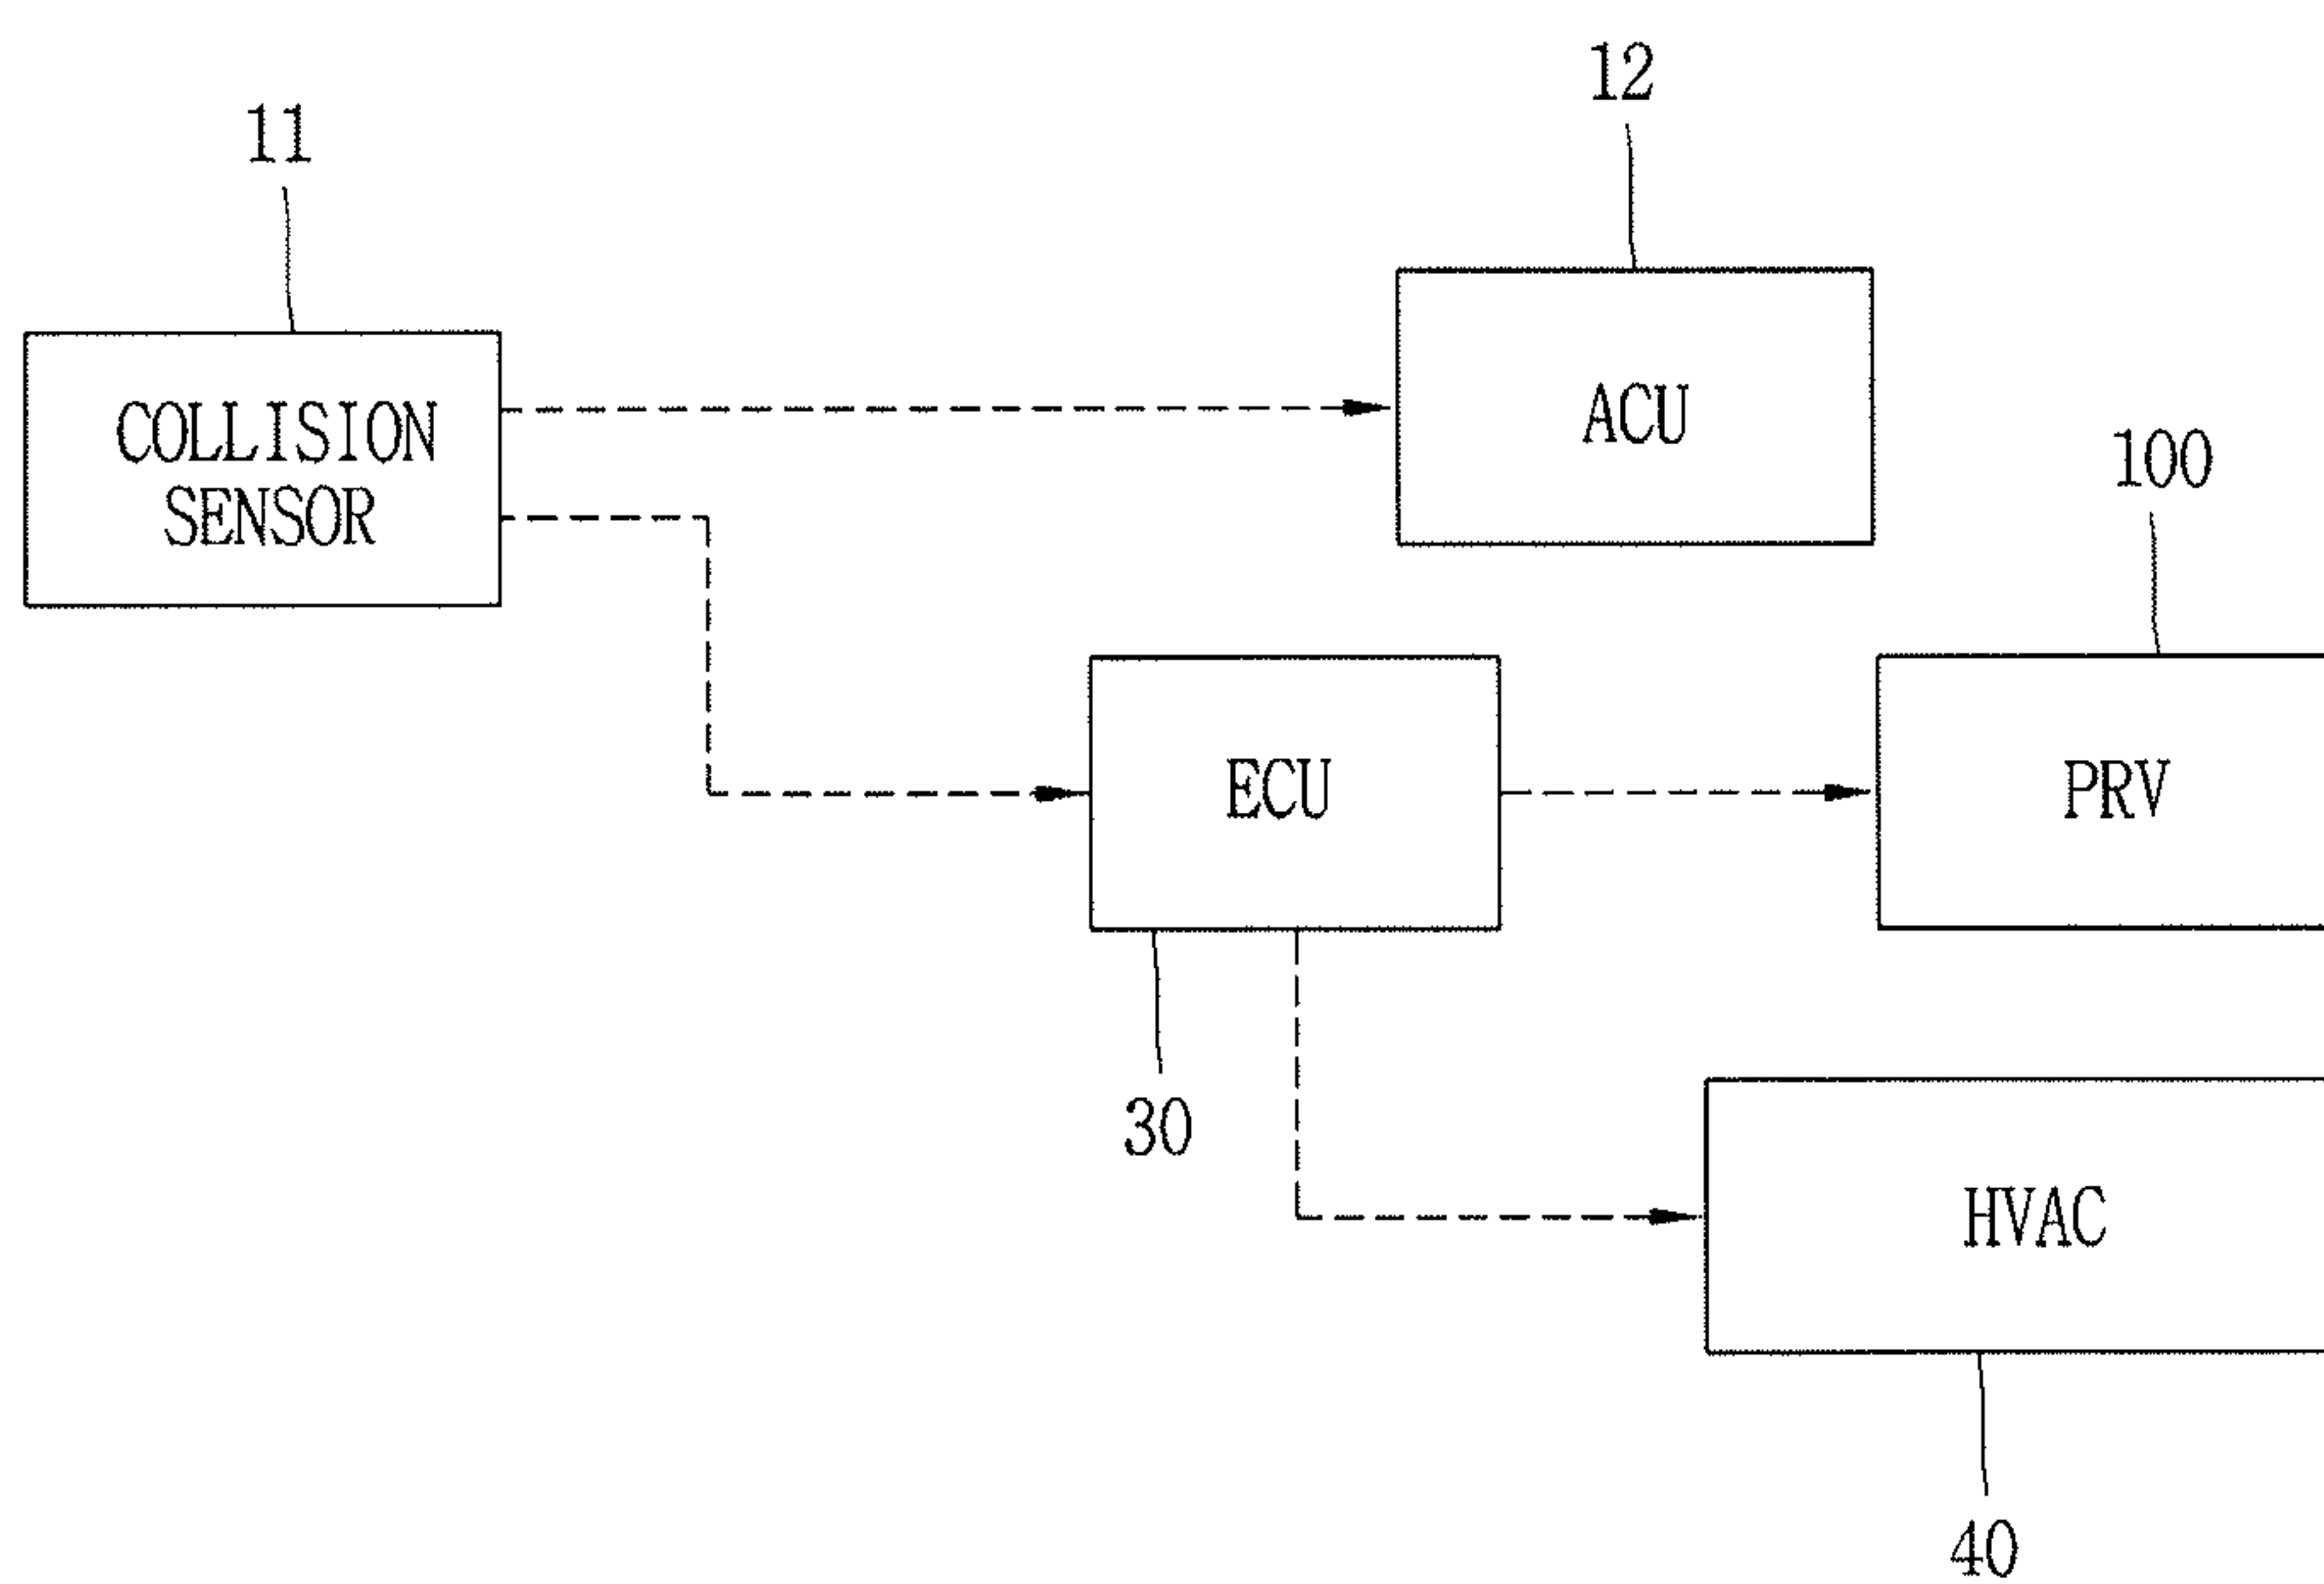 12
11
COLLISION
SENSOR
ACU
100
ECU
PRV
30
HVAC
40